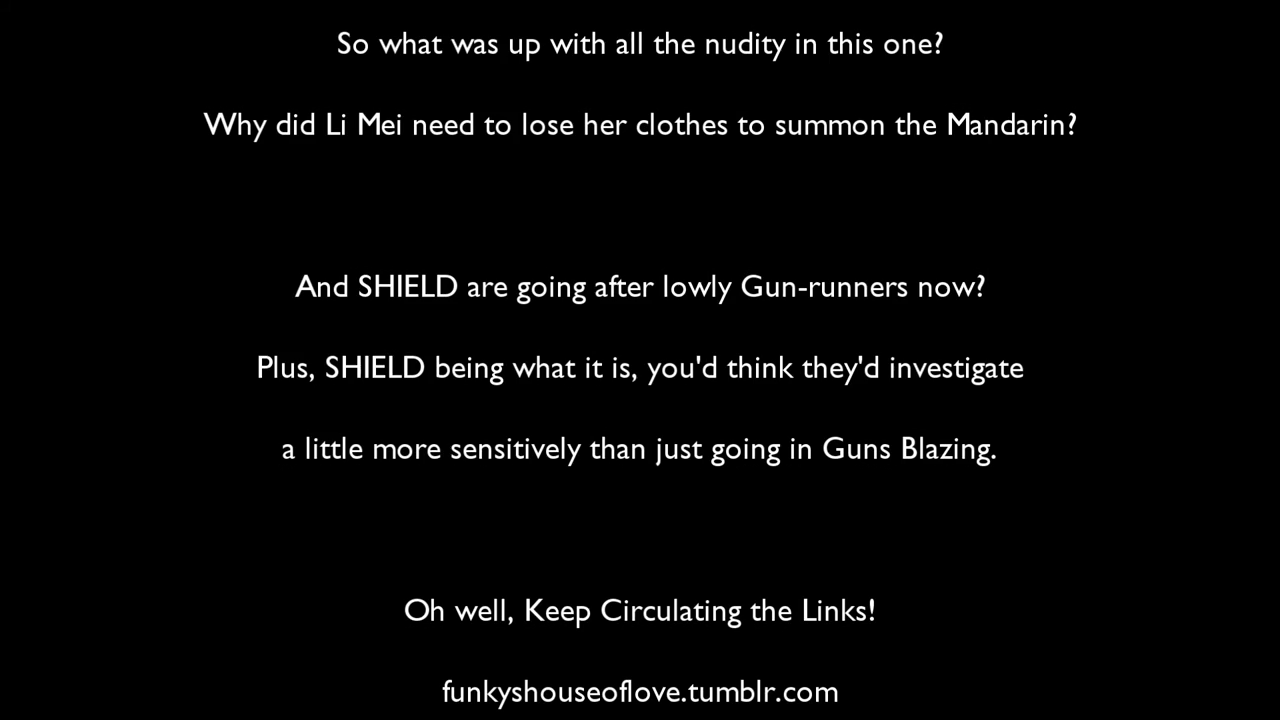 So what was up with all the nudity in this one?
Why did Li Mei need to lose her clothes to summon the Mandarin?
And SHIELD are going after lowly Gun-runners now?
Plus, SHIELD being what it is, you'd think they'd investigate
a little more sensitively than just going in Guns Blazing.
Oh well, Keep Circulating the Links!
funkyshouseoflove.tumblr.com